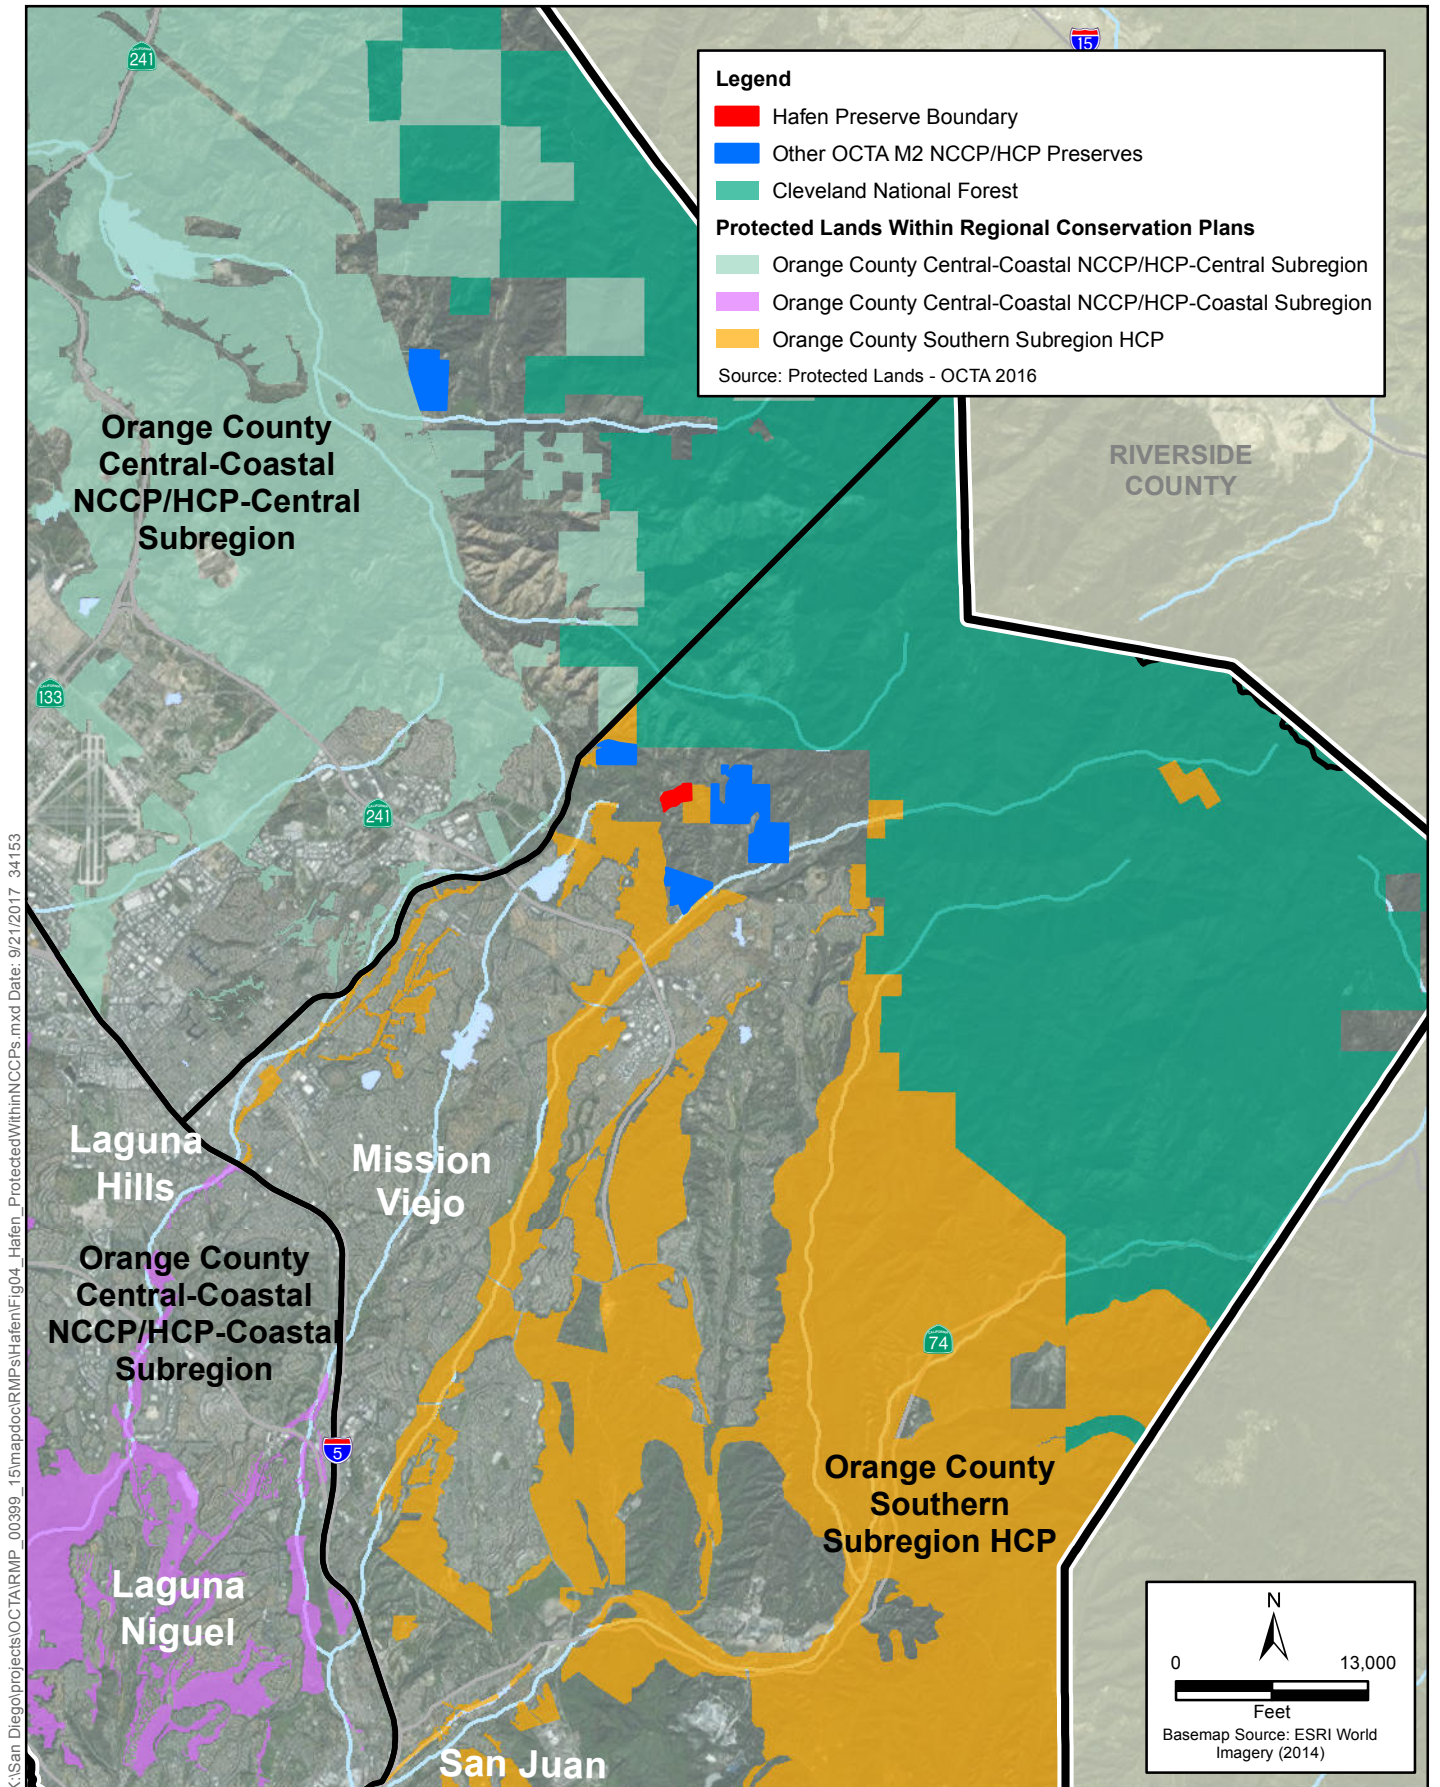 CALIFORNIA
241
15
Legend
Hafen Preserve Boundary
Other OCTA M2 NCCP/HCP Preserves
Cleveland National Forest
Protected Lands Within Regional Conservation Plans
Orange County Central-Coastal NCCP/HCP-Central Subregion
Orange County Central-Coastal NCCP/HCP-Coastal Subregion
Orange County Southern Subregion HCP
Source: Protected Lands - OCTA 2016
Orange County
Central-Coastal
NCCP/HCP-Central
Subregion
RIVERSIDE
COUNTY
CALIFORNIA
133
CALIFORNIA
241
Laguna
Hills
Mission
Viejo
Orange County
Central-Coastal
NCCP/HCP-Coastal
Subregion
CALIFORNIA
74
5
Orange County
Southern
Subregion HCP
Laguna
Niguel
San Juan
N
0 13,000
Feet
Basemap Source: ESRI World
Imagery (2014)
K:\San Diego\projects\OCTA\RMP_00399_15\mapdoc\RMPs\Hafen\Fig04_Hafen_ProtectedWithinNCCPs.mxd Date: 9/21/2017 34153